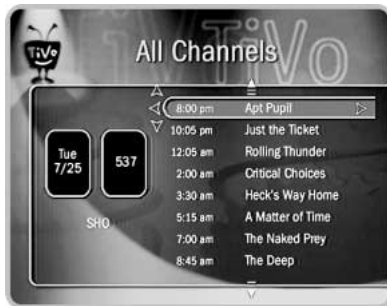 TiVo
All Channels
8:00 pm Apt Pupil
10:05 pm Just the Ticket
12:05 am Rolling Thunder
2:00 am Critical Choices
3:30 am Heck's Way Home
5:15 am A Matter of Time
7:00 am The Naked Prey
8:45 am The Deep
Tue
7/25
537
SHO